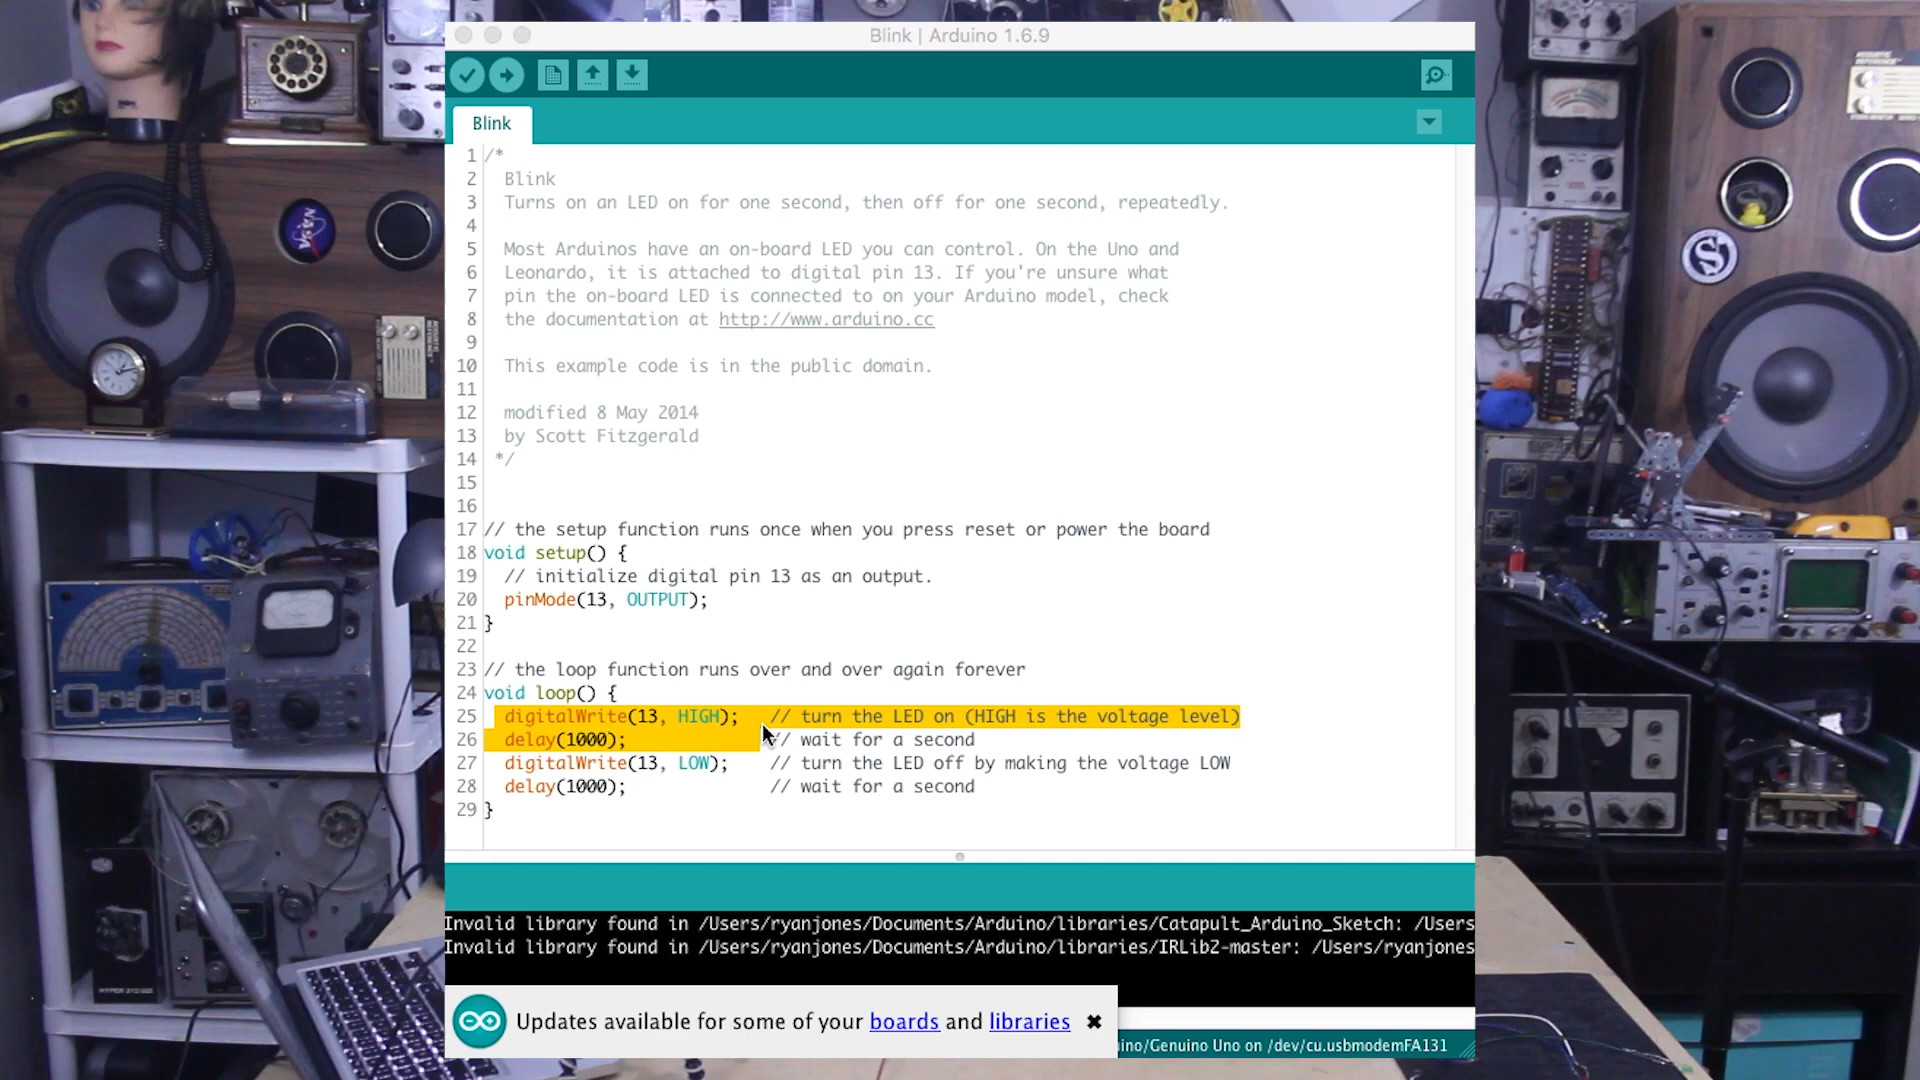 Blink | Arduino 1.6.9
Blink
1 /*
2 Blink
3 Turns on an LED on for one second, then off for one second, repeatedly.
4
5 Most Arduinos have an on-board LED you can control. On the Uno and
6 Leonardo, it is attached to digital pin 13. If you're unsure what
7 pin the on-board LED is connected to on your Arduino model, check
8 the documentation at http://www.arduino.cc
9
10 This example code is in the public domain.
11
12 modified 8 May 2014
13 by Scott Fitzgerald
14 */
15
16
17 // the setup function runs once when you press reset or power the board
18 void setup() {
19 // initialize digital pin 13 as an output.
20 pinMode(13, OUTPUT);
21 }
22
23 // the loop function runs over and over again forever
24 void loop() {
25 digitalWrite(13, HIGH); // turn the LED on (HIGH is the voltage level)
26 delay(1000); // wait for a second
27 digitalWrite(13, LOW); // turn the LED off by making the voltage LOW
28 delay(1000); // wait for a second
29 }
Invalid library found in /Users/ryanjones/Documents/Arduino/libraries/Catapult_Arduino_Sketch: /Users
Invalid library found in /Users/ryanjones/Documents/Arduino/libraries/IRLib2-master: /Users/ryanjones
Updates available for some of your boards and libraries
ino/Genuino Uno on /dev/cu.usbmodemFA131
NASA
S